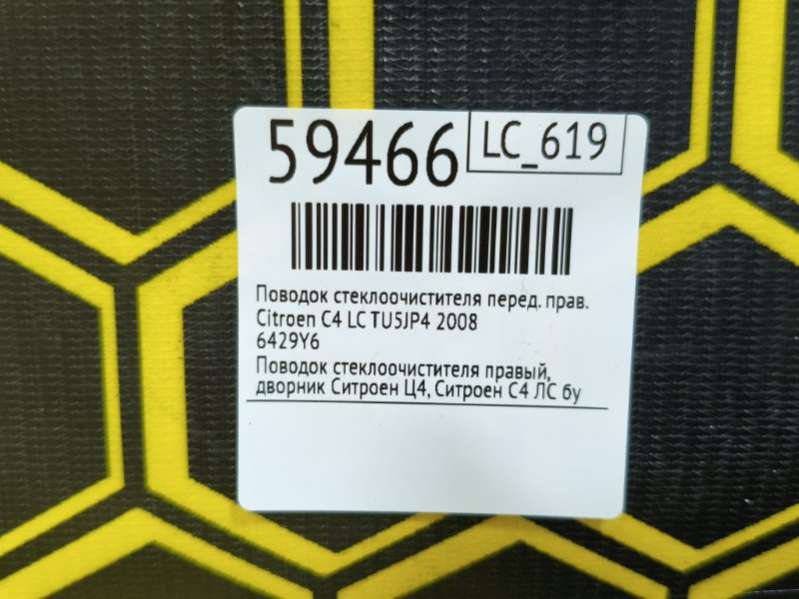 59466
LC_619
Поводок стеклоочистителя перед. прав.
Citroen C4 LC TU5JP4 2008
6429Y6
Поводок стеклоочистителя правый,
дворник Ситроен Ц4, Ситроен С4 ЛС бу